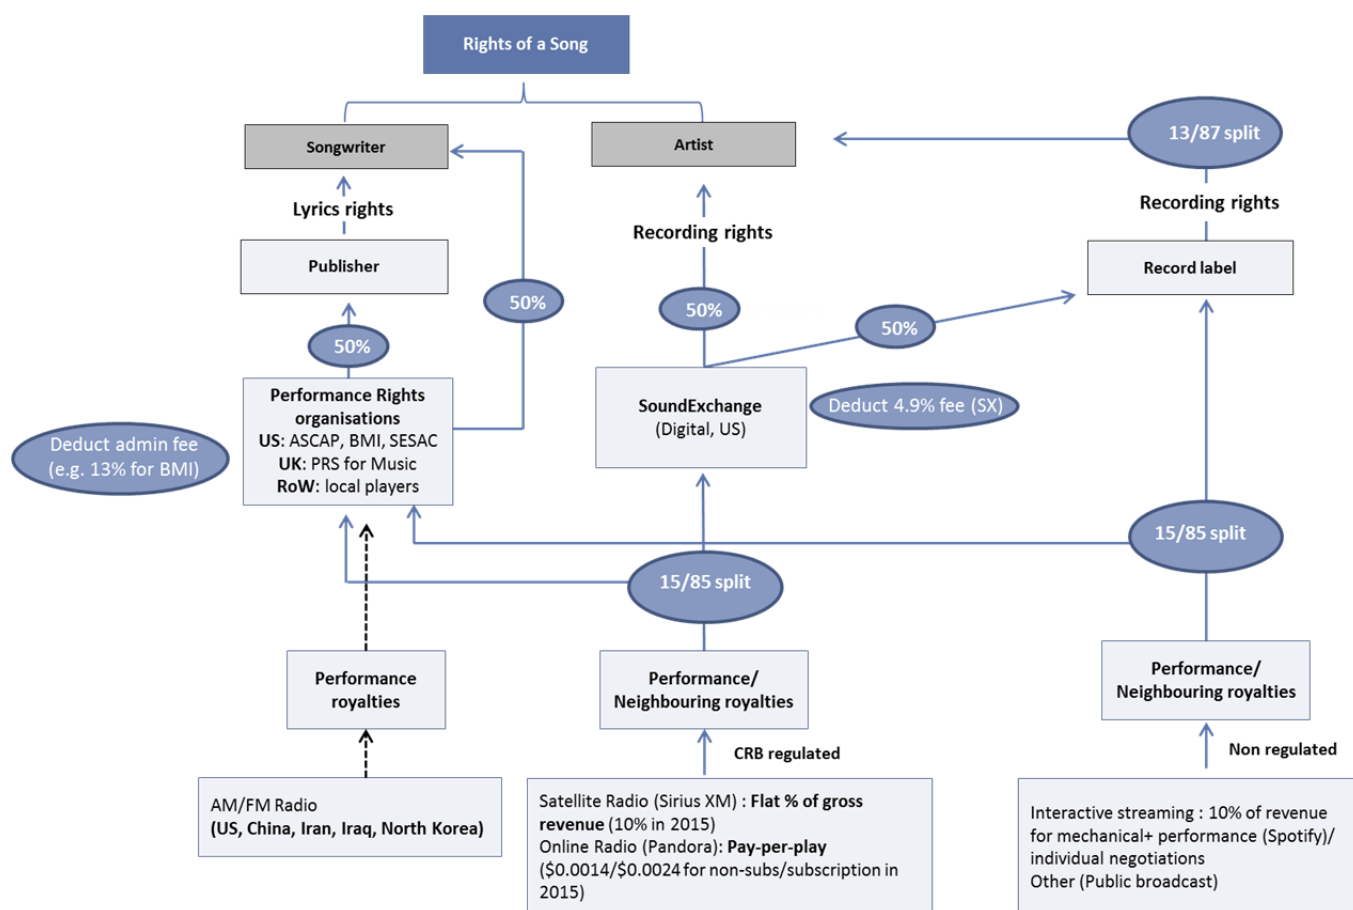 Rights of a Song
13/87 split
Songwriter
Artist
Lyrics rights
Recording rights
Recording rights
Publisher
Record label
50%
50%
50%
50%
Performance Rights
organisations
US: ASCAP, BMI, SESAC
UK: PRS for Music
RoW: local players
SoundExchange
(Digital, US)
Deduct 4.9% fee (SX)
Deduct admin fee
(e.g. 13% for BMI)
15/85 split
15/85 split
Performance
royalties
Performance/
Neighbouring royalties
Performance/
Neighbouring royalties
CRB regulated
Non regulated
AM/FM Radio
(US, China, Iran, Iraq, North Korea)
Satellite Radio (Sirius XM) : Flat % of gross
revenue (10% in 2015)
Online Radio (Pandora): Pay-per-play
($0.0014/$0.0024 for non-subs/subscription in
2015)
Interactive streaming : 10% of revenue
for mechanical+ performance (Spotify)/
individual negotiations
Other (Public broadcast)